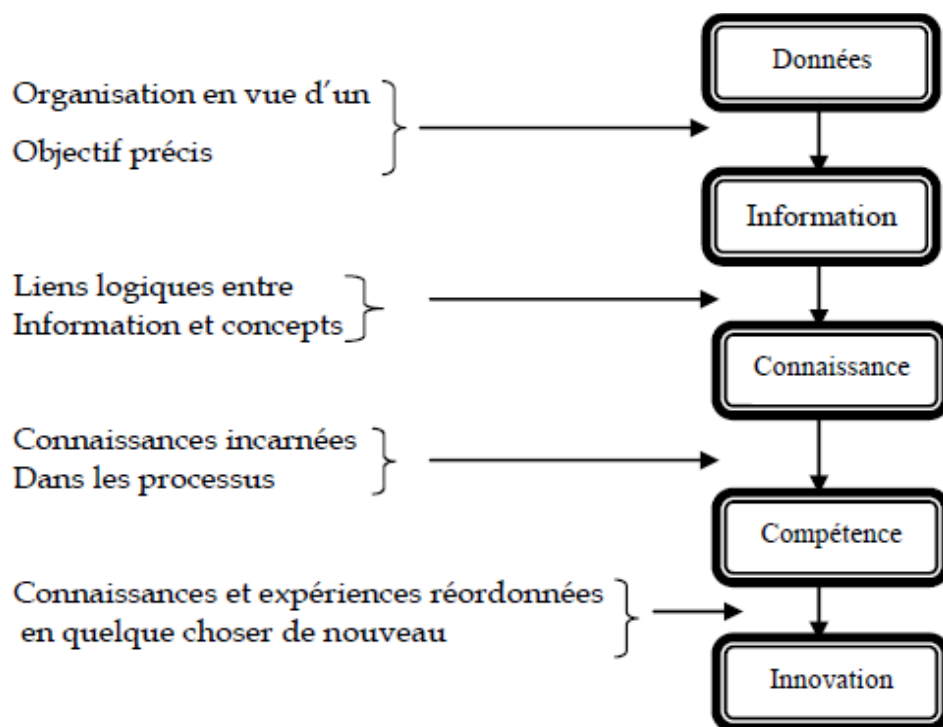 Données
Organisation en vue d'un
Objectif précis
Information
Liens logiques entre
Information et concepts
Connaissance
Connaissances incarnées
Dans les processus
Compétence
Connaissances et expériences réordonnées
en quelque choser de nouveau
Innovation